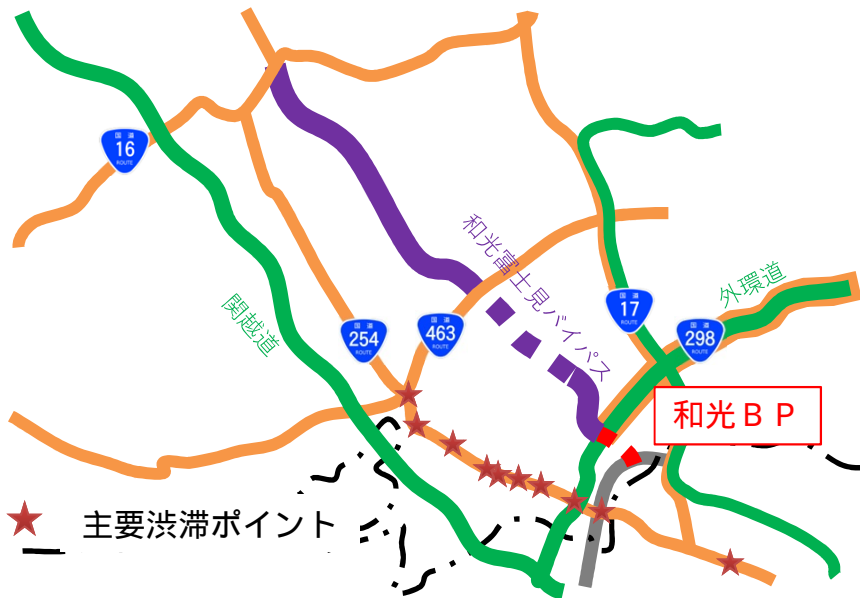 国道
16
ROUTE
和光富士見バイパス
外環道
関越道
国道
17
ROUTE
国道
254
ROUTE
国道
463
ROUTE
国道
298
ROUTE
和光ＢＰ
主要渋滞ポイント